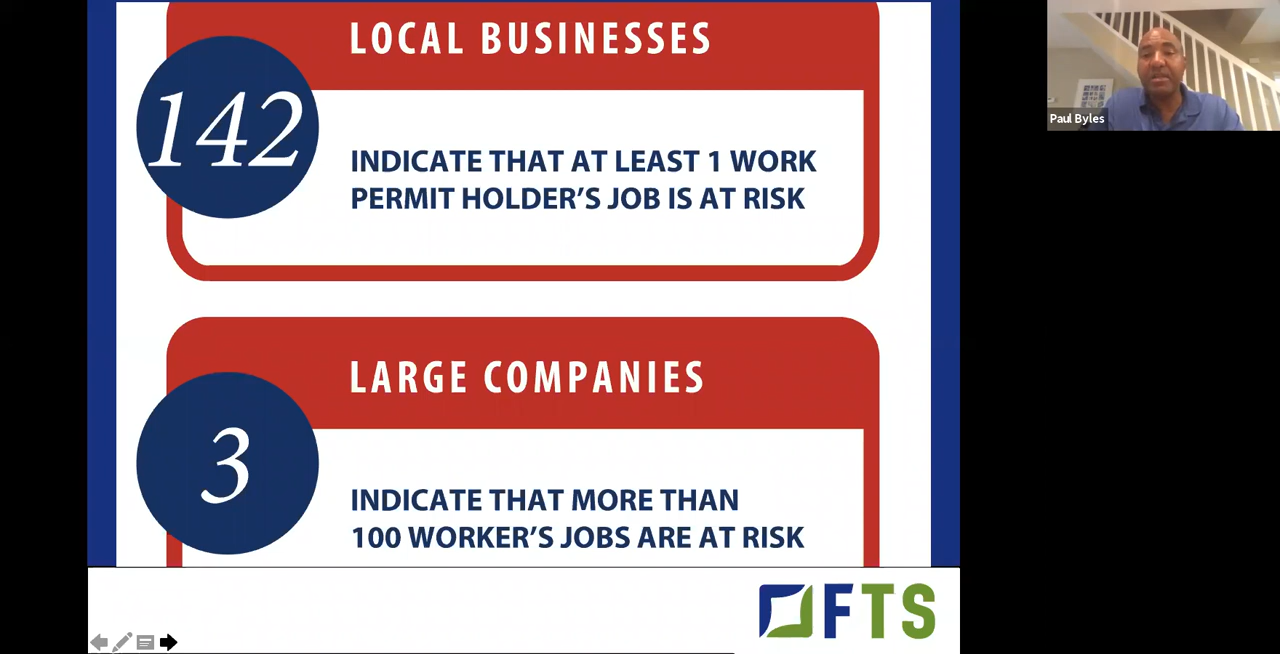 LOCAL BUSINESSES
142
INDICATE THAT AT LEAST 1 WORK
PERMIT HOLDER'S JOB IS AT RISK
LARGE COMPANIES
3
INDICATE THAT MORE THAN
100 WORKER'S JOBS ARE AT RISK
FTS
Paul Byles